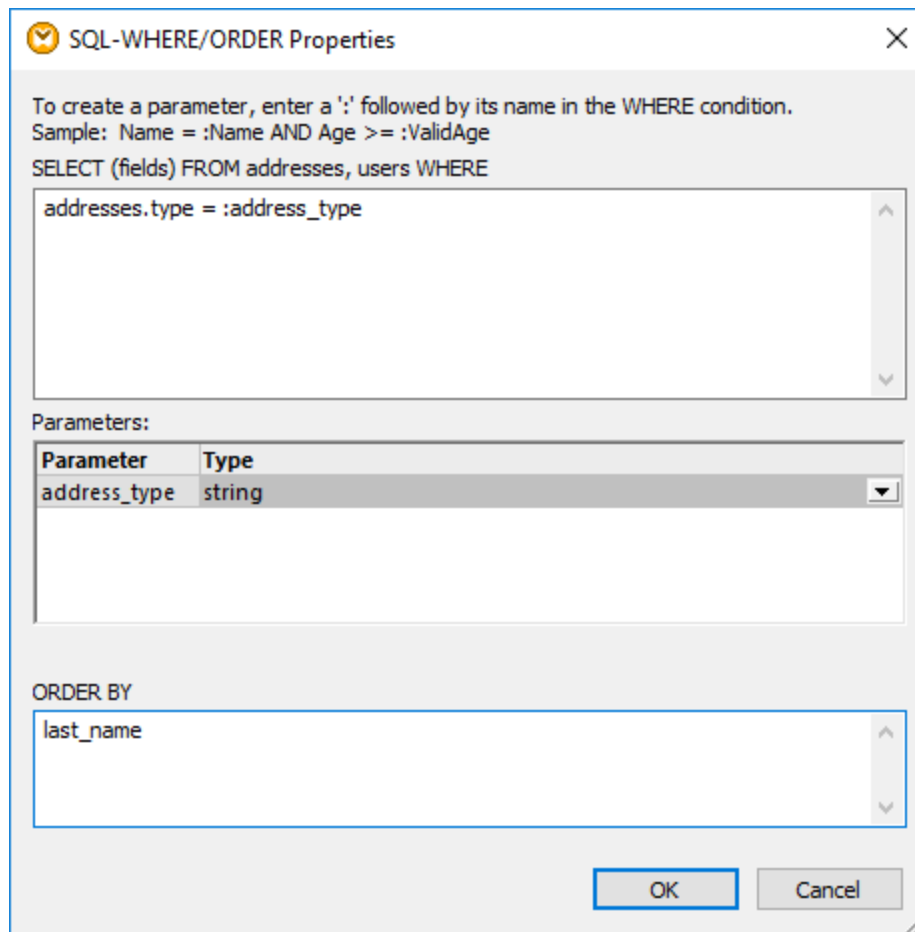 SQL-WHERE/ORDER Properties
To create a parameter, enter a ':' followed by its name in the WHERE condition.
Sample: Name = :Name AND Age >= :ValidAge
SELECT (fields) FROM addresses, users WHERE
addresses.type = :address_type
Parameters:
Parameter Type
address_type string
ORDER BY
last_name
OK Cancel